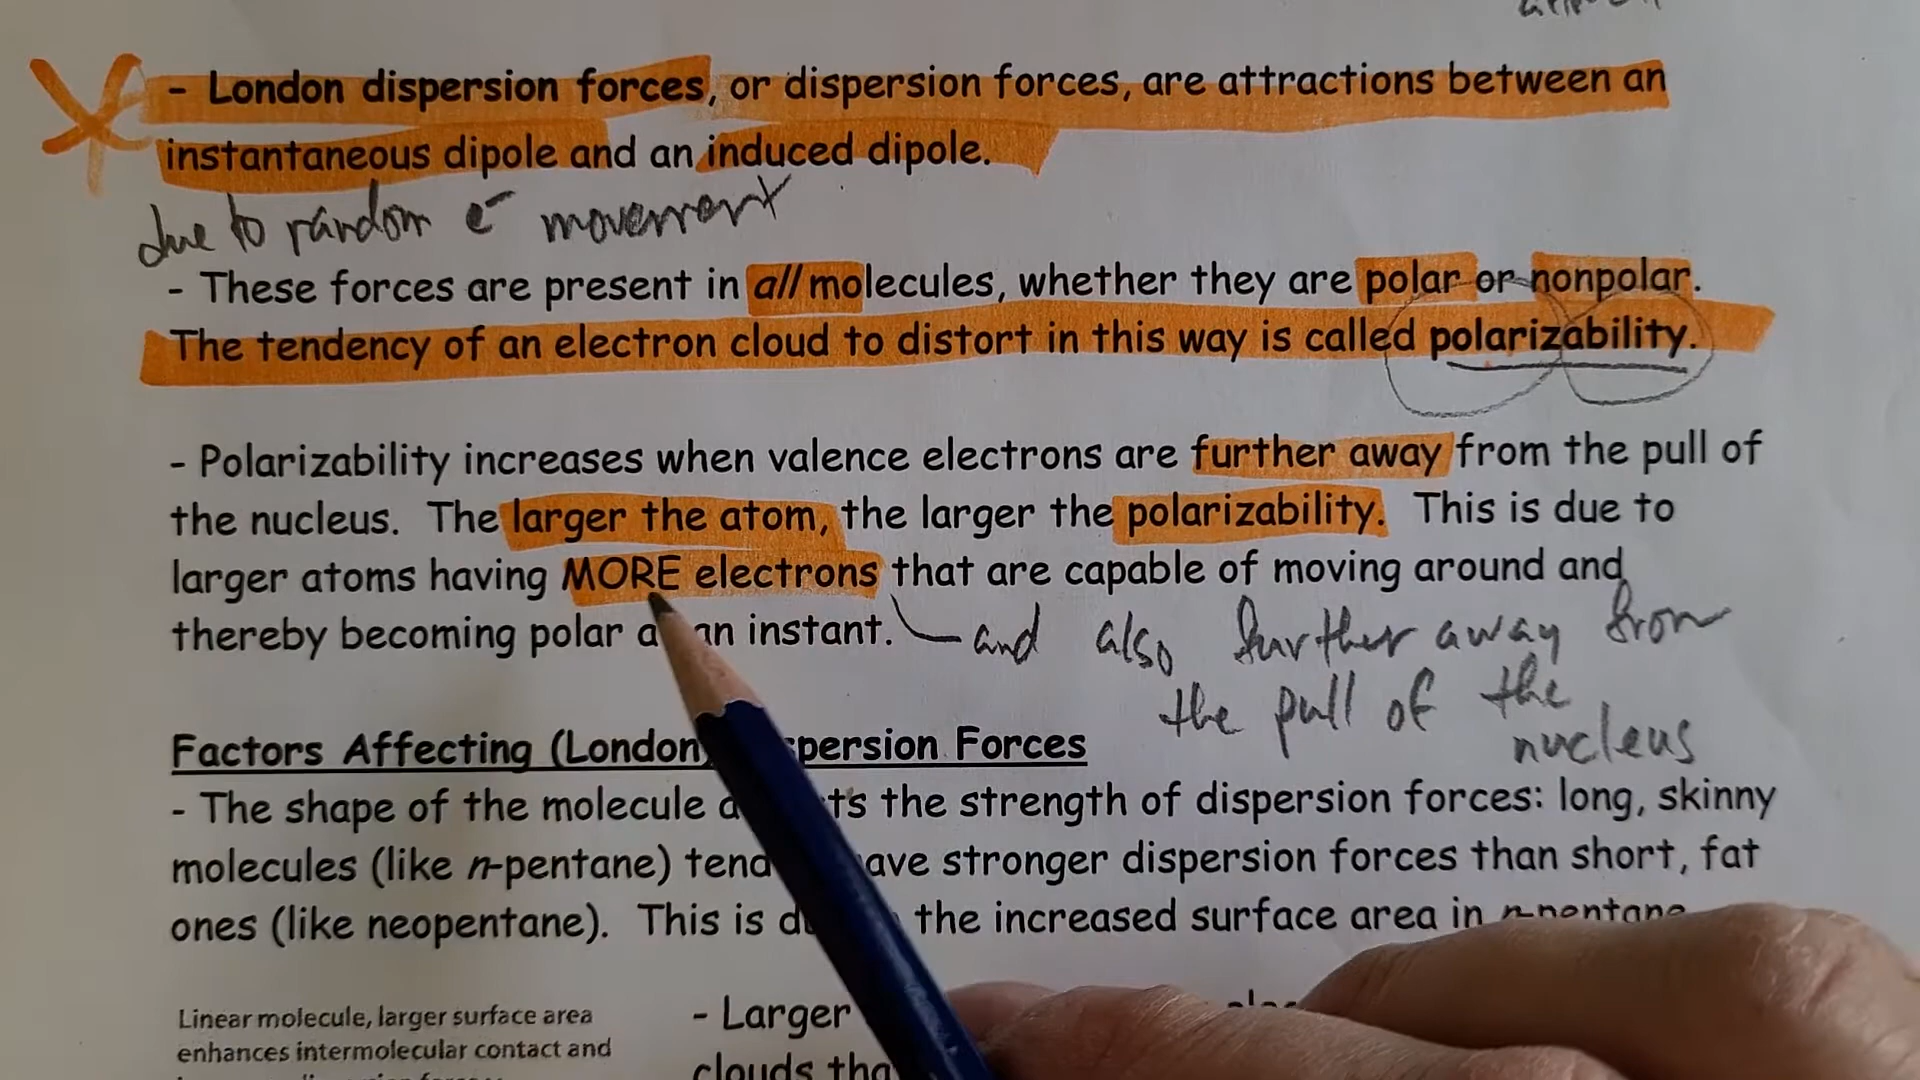 - London dispersion forces, or dispersion forces, are attractions between an
instantaneous dipole and an induced dipole.
due to random e⁻ movement
- These forces are present in all molecules, whether they are polar or nonpolar.
The tendency of an electron cloud to distort in this way is called polarizability.
- Polarizability increases when valence electrons are further away from the pull of
the nucleus. The larger the atom, the larger the polarizability. This is due to
larger atoms having MORE electrons that are capable of moving around and
thereby becoming polar an instant.
and also further away from
the pull of the
nucleus
Factors Affecting (London) Dispersion Forces
- The shape of the molecule the strength of dispersion forces: long, skinny
molecules (like n-pentane) tend have stronger dispersion forces than short, fat
ones (like neopentane). This is the increased surface area in n-pentane
Linear molecule, larger surface area
enhances intermolecular contact and
- Larger
clouds